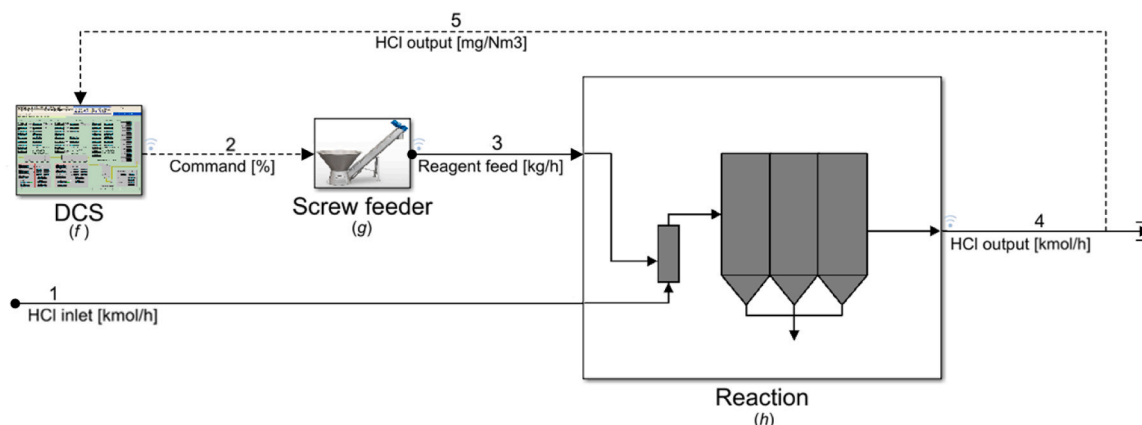 5
HCl output [mg/Nm3]
2
Command [%]
3
Reagent feed [kg/h]
DCS
(f)
Screw feeder
(g)
4
HCl output [kmol/h]
1
HCl inlet [kmol/h]
Reaction
(h)